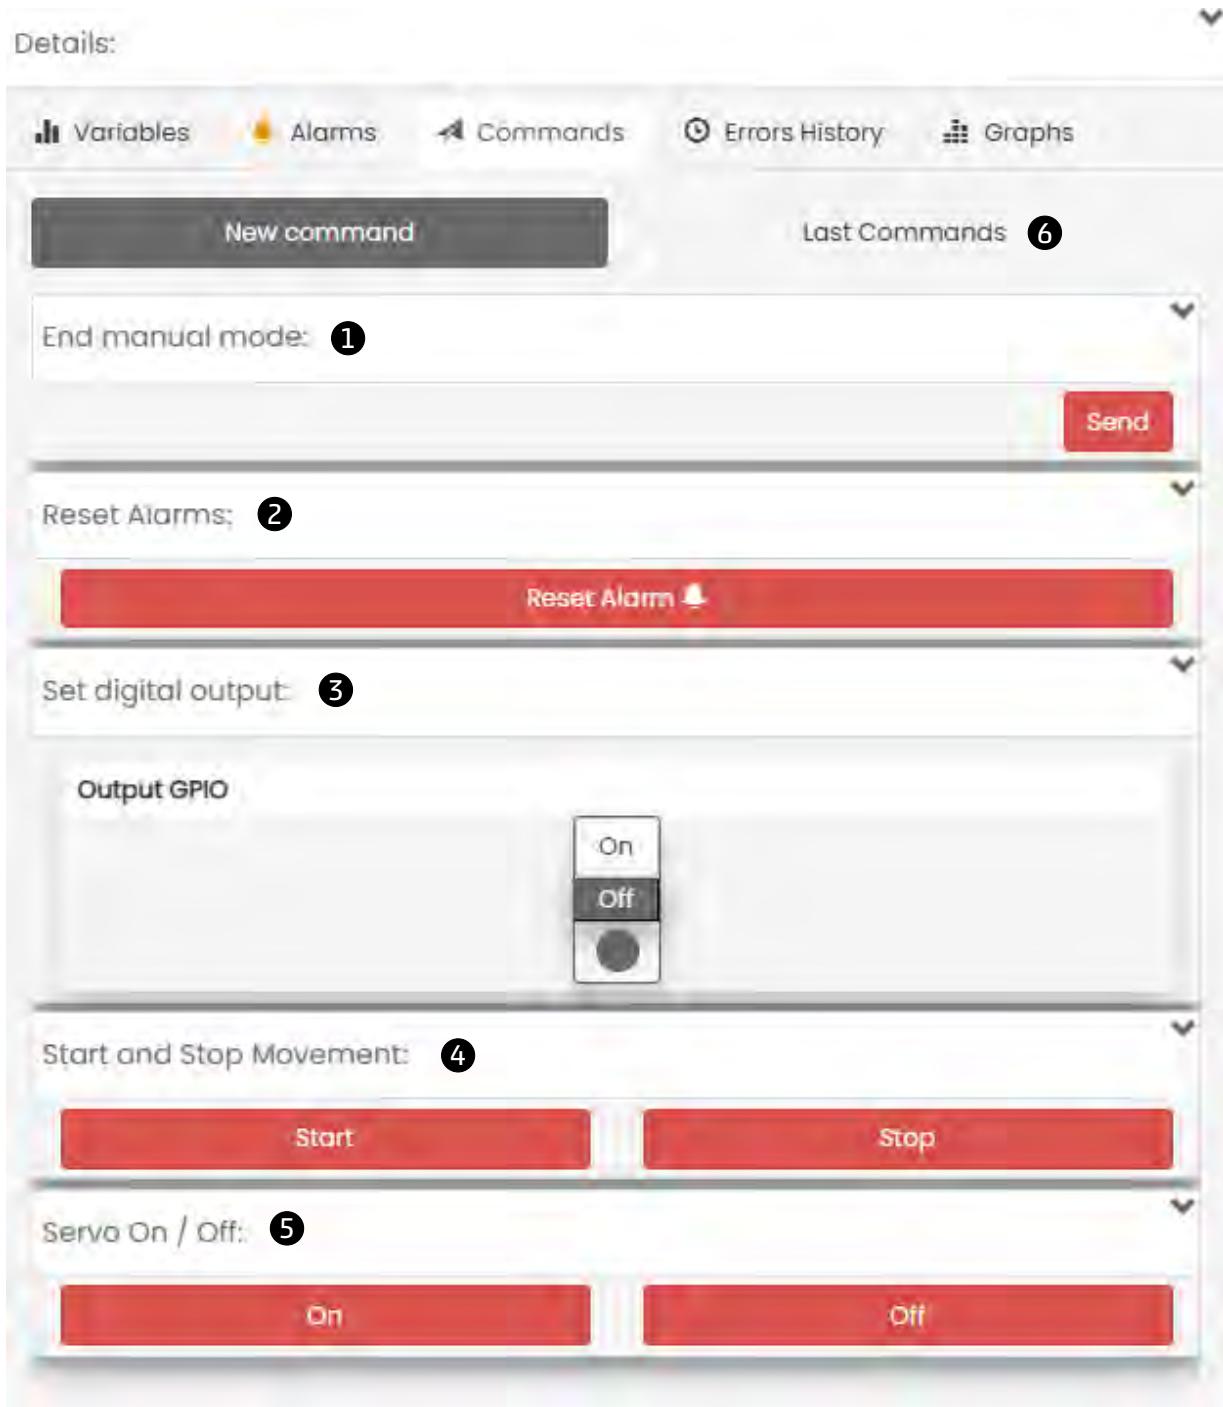 Details:
Variables Alarms Commands Errors History Graphs
New command Last Commands 6
End manual mode: 1
Send
Reset Alarms: 2
Reset Alarm
Set digital output: 3
Output GPIO
On
Off
Start and Stop Movement: 4
Start Stop
Servo On / Off: 5
On Off